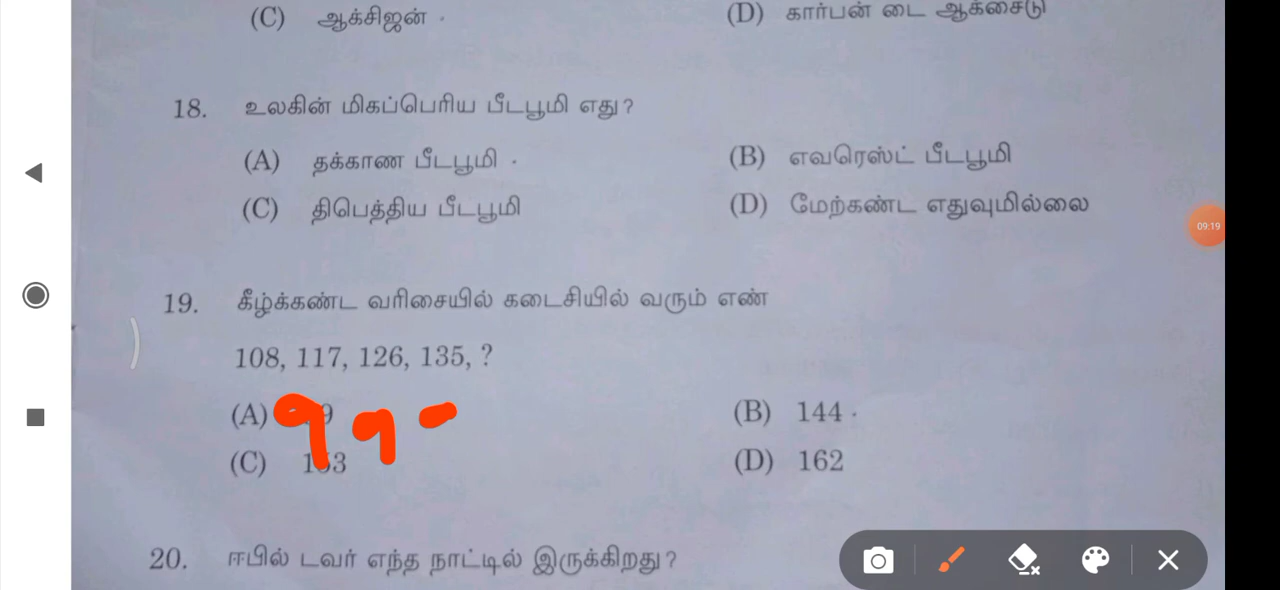 (C) ஆக்சிஜன் (D) கார்பன் டை ஆக்சைடு
18. உலகின் மிகப்பெரிய பீடபூமி எது?
(A) தக்காண பீடபூமி (B) எவரெஸ்ட் பீடபூமி
(C) திபெத்திய பீடபூமி (D) மேற்கண்ட எதுவுமில்லை
09:19
19. கீழ்க்கண்ட வரிசையில் கடைசியில் வரும் எண்
108, 117, 126, 135, ?
(A) (B) 144
(C) (D) 162
20. ஈபில் டவர் எந்த நாட்டில் இருக்கிறது?